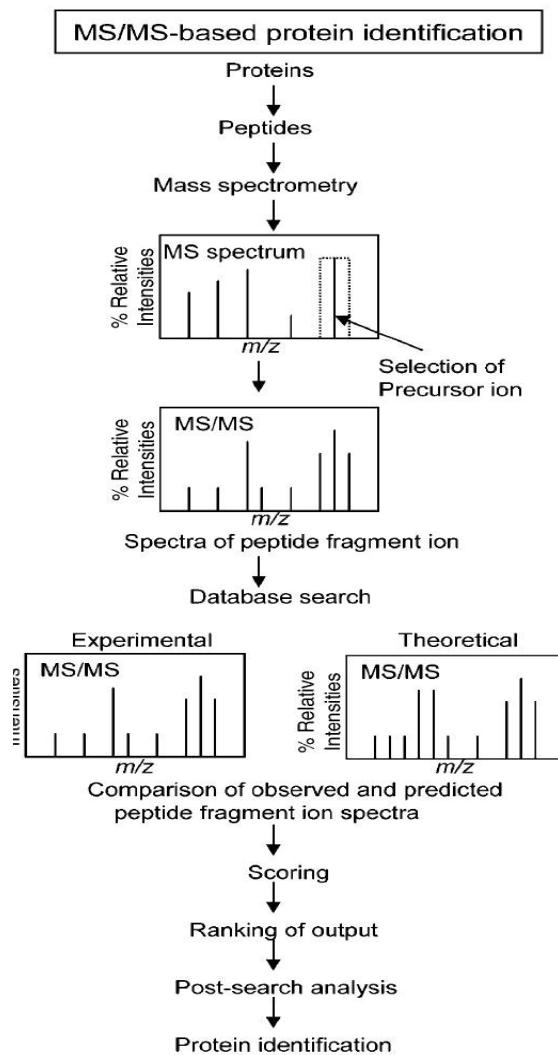 MS/MS-based protein identification
Proteins
Peptides
Mass spectrometry
MS spectrum
% Relative
Intensities
m/z
Selection of
Precursor ion
MS/MS
% Relative
Intensities
m/z
Spectra of peptide fragment ion
Database search
Experimental
Theoretical
MS/MS
m/z
MS/MS
% Relative
Intensities
m/z
Comparison of observed and predicted
peptide fragment ion spectra
Scoring
Ranking of output
Post-search analysis
Protein identification